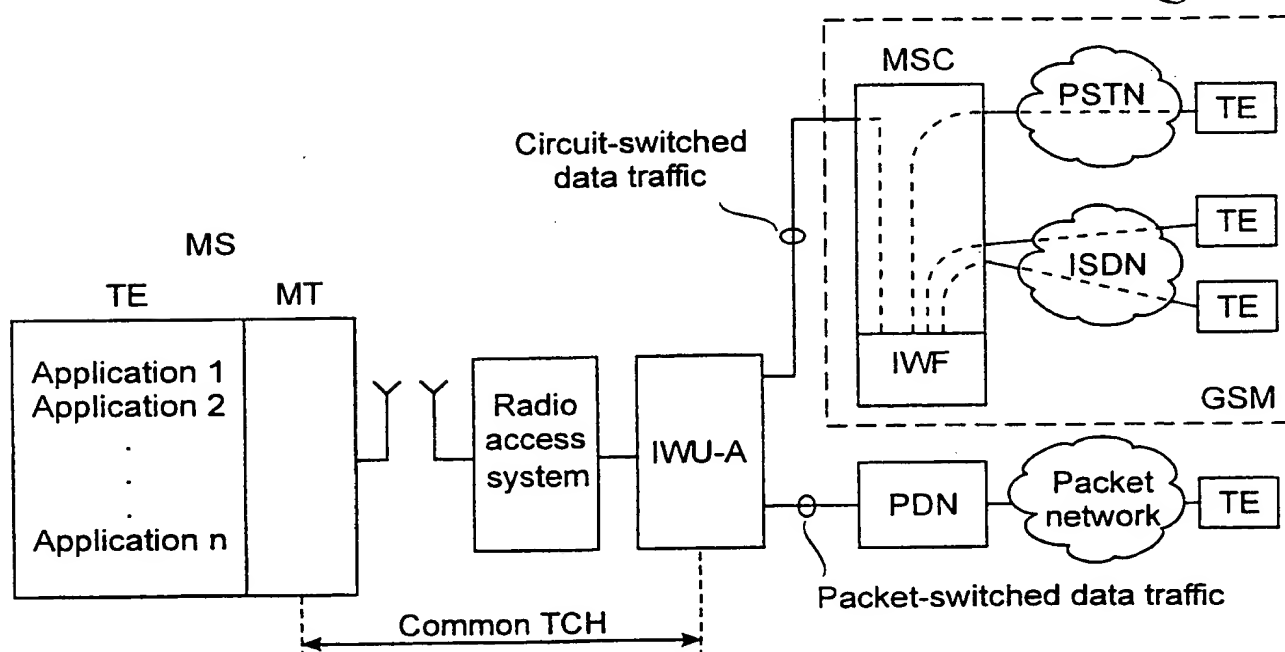 MSC
PSTN
TE
Circuit-switched
data traffic
TE
MS
ISDN
TE
MT
TE
IWF
Application 1
Application 2
Radio
access
system
GSM
IWU-A
Application n
PDN
Packet
network
TE
Packet-switched data traffic
Common TCH